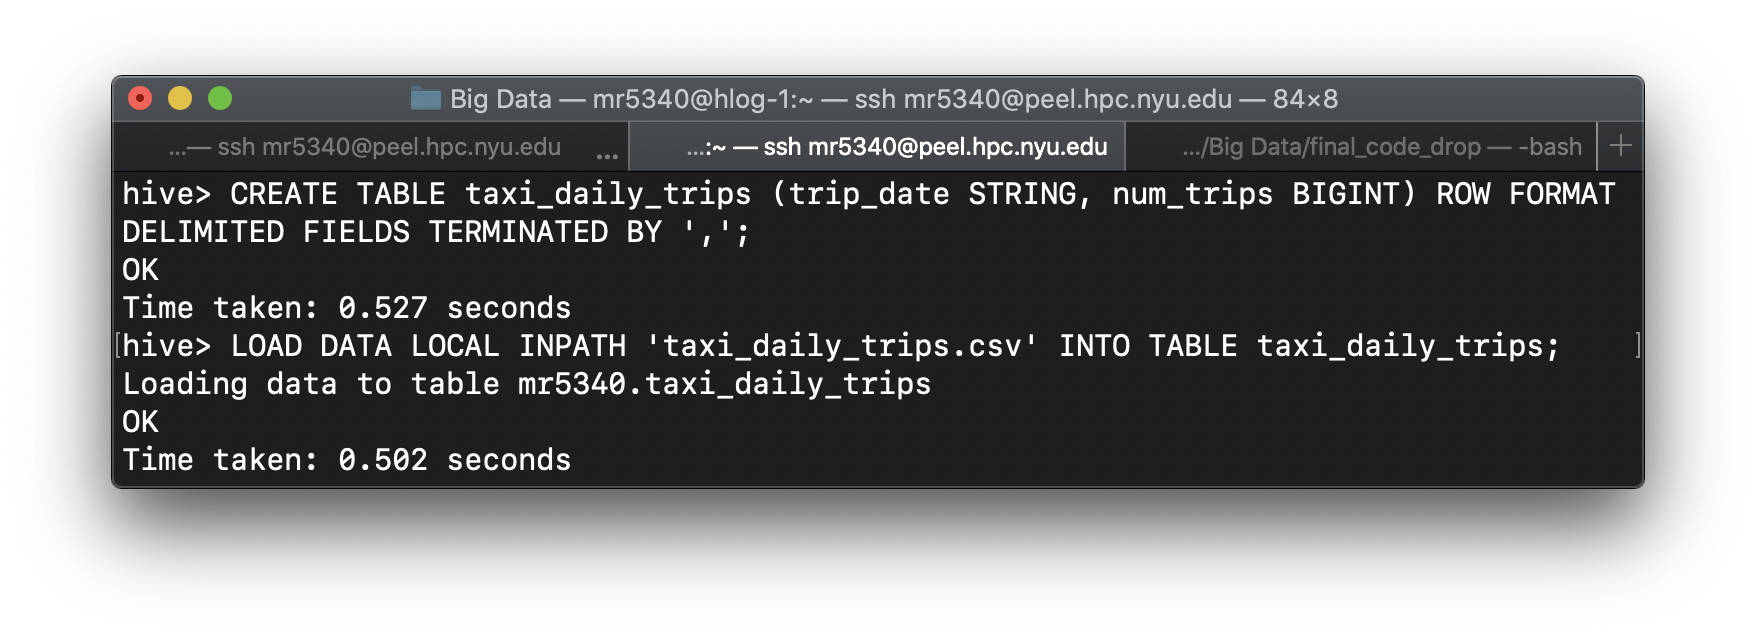 Big Data — mr5340@hlog-1:~ — ssh mr5340@peel.hpc.nyu.edu — 84×8
...— ssh mr5340@peel.hpc.nyu.edu ... ...:~ — ssh mr5340@peel.hpc.nyu.edu .../Big Data/final_code_drop — -bash +
hive> CREATE TABLE taxi_daily_trips (trip_date STRING, num_trips BIGINT) ROW FORMAT
DELIMITED FIELDS TERMINATED BY ',';
OK
Time taken: 0.527 seconds
[hive> LOAD DATA LOCAL INPATH 'taxi_daily_trips.csv' INTO TABLE taxi_daily_trips; ]
Loading data to table mr5340.taxi_daily_trips
OK
Time taken: 0.502 seconds